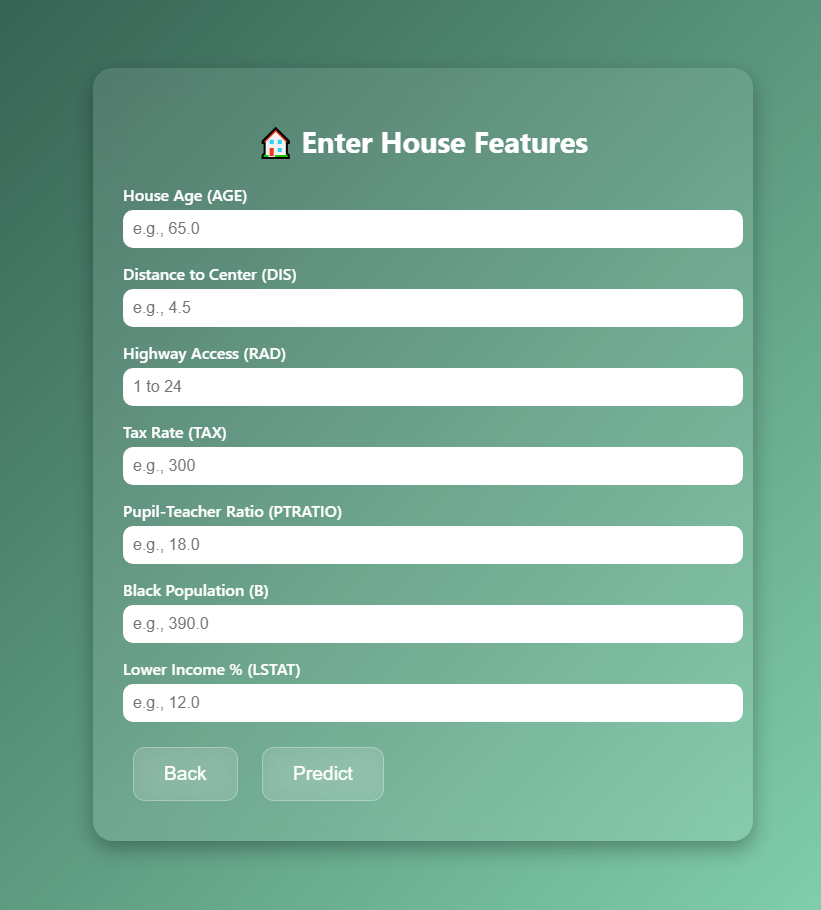 🏠 Enter House Features
House Age (AGE)
e.g., 65.0
Distance to Center (DIS)
e.g., 4.5
Highway Access (RAD)
1 to 24
Tax Rate (TAX)
e.g., 300
Pupil-Teacher Ratio (PTRATIO)
e.g., 18.0
Black Population (B)
e.g., 390.0
Lower Income % (LSTAT)
e.g., 12.0
Back Predict